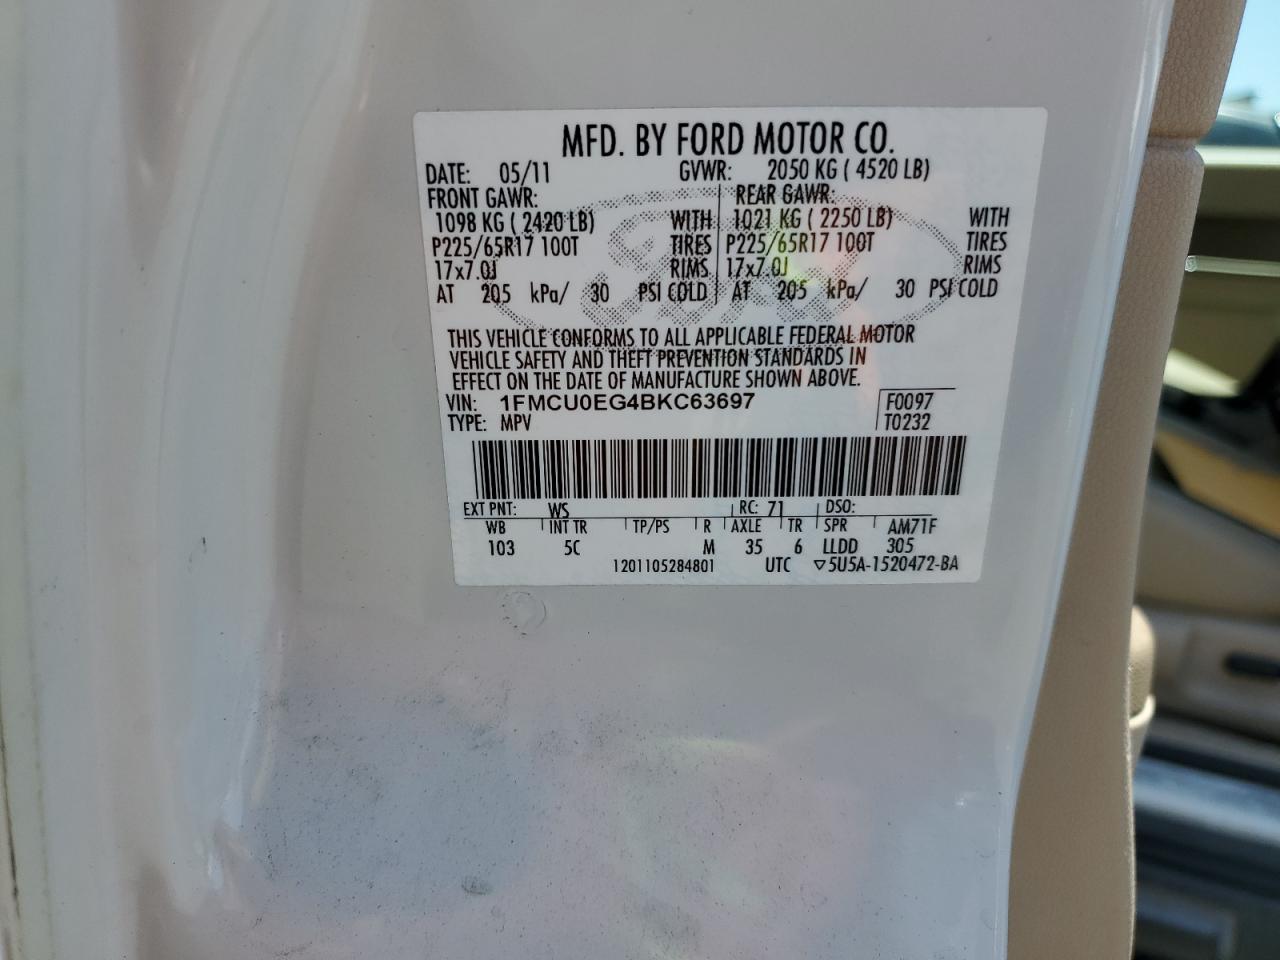 MFD. BY FORD MOTOR CO.
DATE: 05/11 GVWR: 2050 KG ( 4520 LB)
FRONT GAWR: REAR GAWR:
1098 KG ( 2420 LB) WITH 1021 KG ( 2250 LB) WITH
P225/65R17 100T TIRES P225/65R17 100T TIRES
17x7.0J RIMS 17x7.0J RIMS
AT 205 kPa/ 30 PSI COLD AT 205 kPa/ 30 PSI COLD
Ford
THIS VEHICLE CONFORMS TO ALL APPLICABLE FEDERAL MOTOR
VEHICLE SAFETY AND THEFT PREVENTION STANDARDS IN
EFFECT ON THE DATE OF MANUFACTURE SHOWN ABOVE.
VIN: 1FMCU0EG4BKC63697 F0097
TYPE: MPV T0232
EXT PNT: WS RC: 71 DSO:
WB INT TR TP/PS R AXLE TR SPR AM71F
103 5C M 35 6 LLDD 305
1201105284801 UTC ▽5U5A-1520472-BA